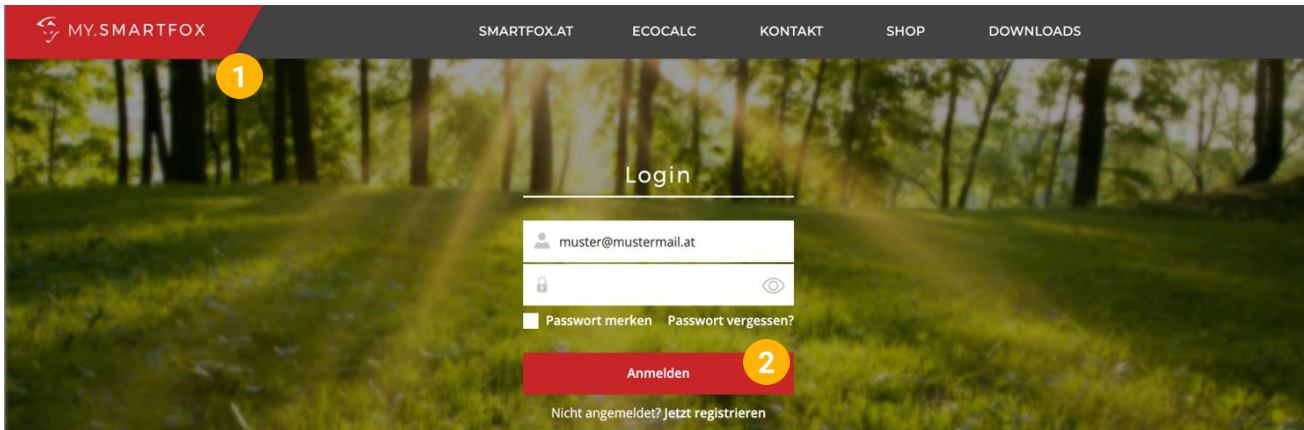 MY.SMARTFOX SMARTFOX.AT ECOCALC KONTAKT SHOP DOWNLOADS
1
Login
muster@mustermail.at
Passwort merken Passwort vergessen?
Anmelden 2
Nicht angemeldet? Jetzt registrieren